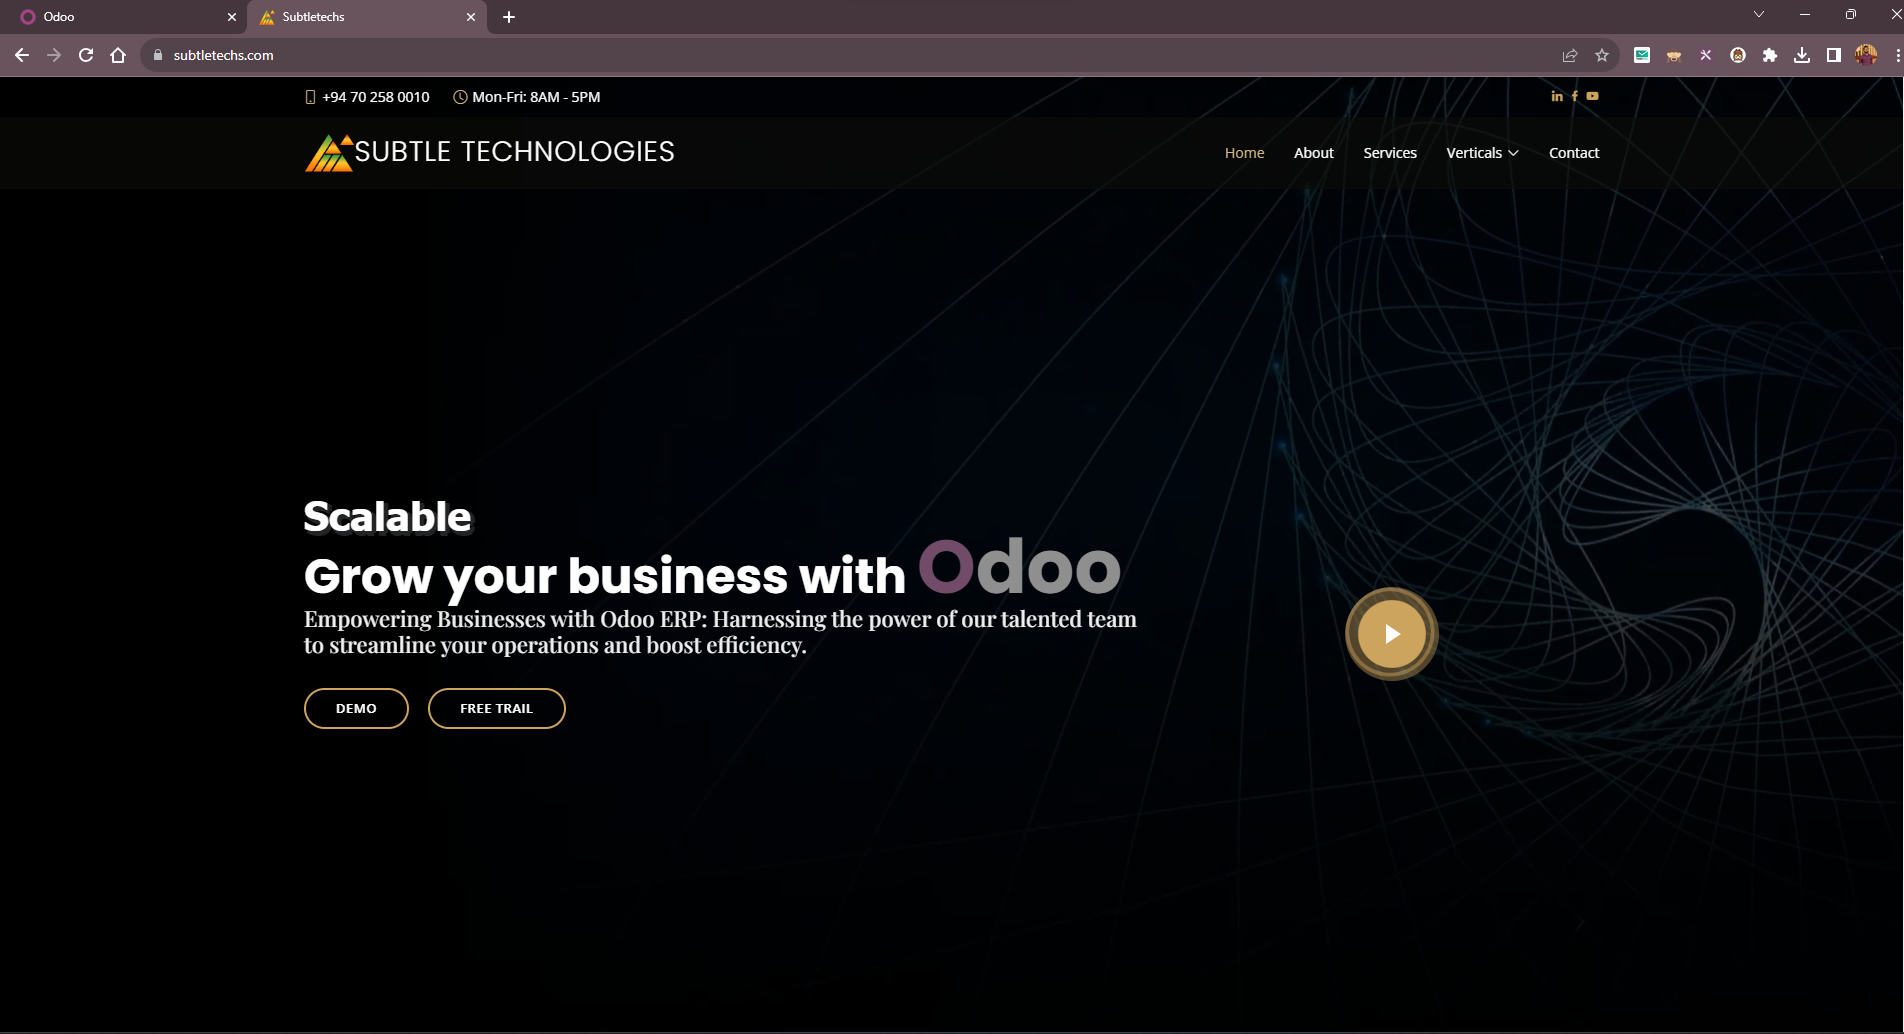 Odoo
Subtletechs
subtletechs.com
+94 70 258 0010
Mon-Fri: 8AM - 5PM
SUBTLE TECHNOLOGIES
Home
About
Services
Verticals
Contact
Scalable
Grow your business with Odoo
Empowering Businesses with Odoo ERP: Harnessing the power of our talented team
to streamline your operations and boost efficiency.
DEMO
FREE TRAIL